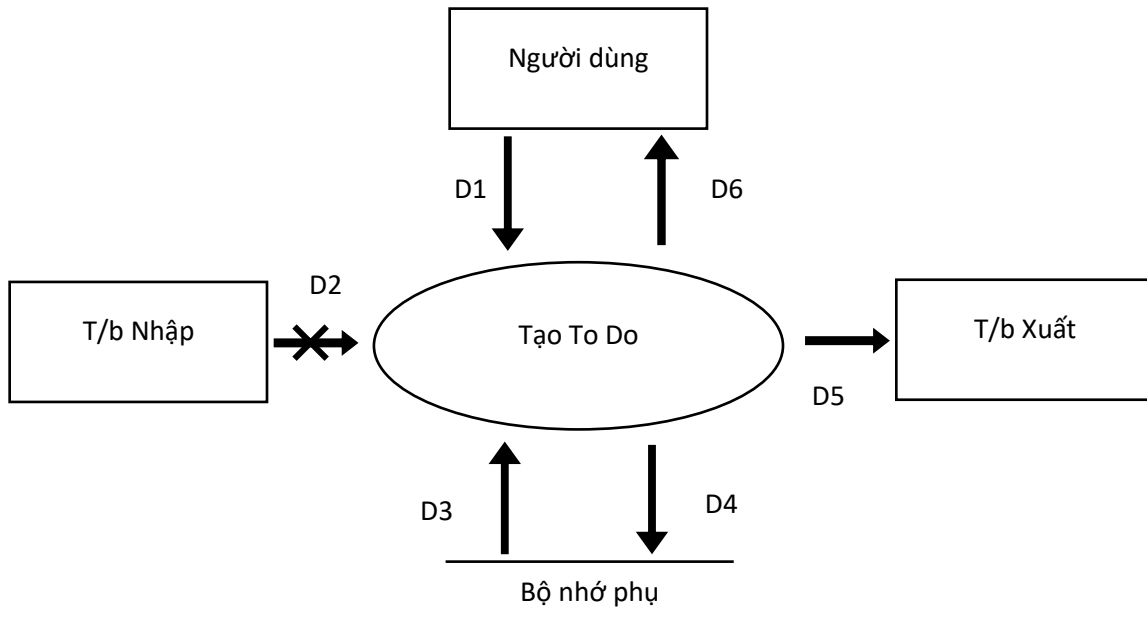 Người dùng
D1
D6
D2
T/b Nhập
Tạo To Do
T/b Xuất
D5
D3
D4
Bộ nhớ phụ